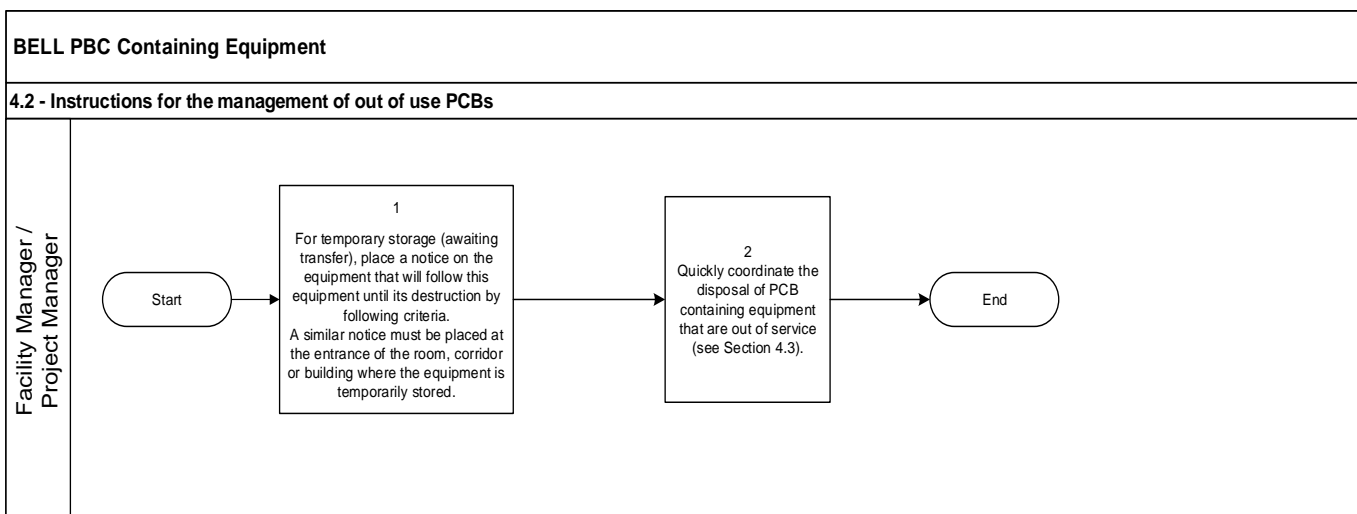 BELL PBC Containing Equipment
4.2 - Instructions for the management of out of use PCBs
Facility Manager /
Project Manager
Start
1
For temporary storage (awaiting
transfer), place a notice on the
equipment that will follow this
equipment until its destruction by
following criteria.
A similar notice must be placed at
the entrance of the room, corridor
or building where the equipment is
temporarily stored.
2
Quickly coordinate the
disposal of PCB
containing equipment
that are out of service
(see Section 4.3).
End